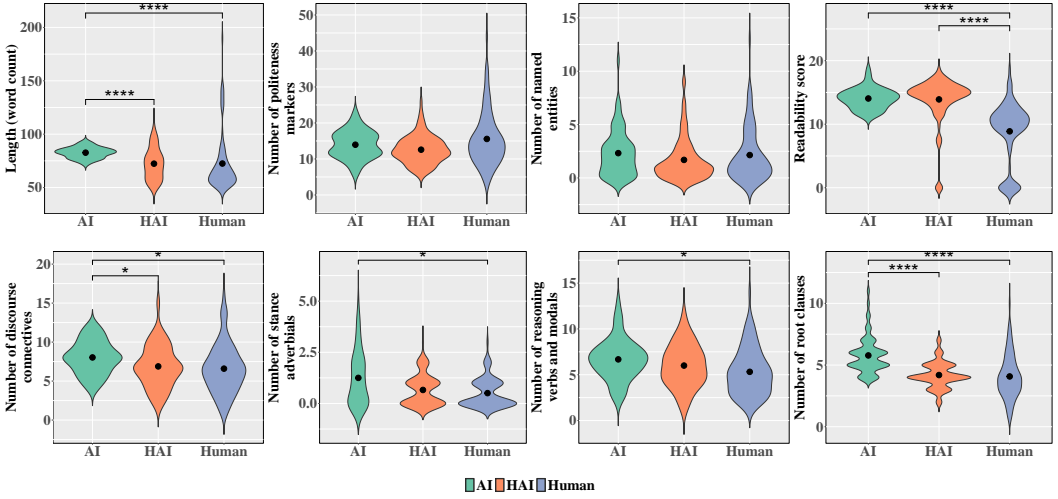 Length (word count)
200
150
100
50
****
****
AI HAI Human
Number of politeness
markers
50
40
30
20
10
0
AI HAI Human
Number of named
entities
15
10
5
0
AI HAI Human
Readability score
20
10
0
****
****
AI HAI Human
Number of discourse
connectives
20
15
10
5
0
*
*
AI HAI Human
Number of stance
adverbials
5.0
2.5
0.0
*
AI HAI Human
Number of reasoning
verbs and modals
15
10
5
0
*
AI HAI Human
Number of root clauses
10
5
0
****
****
AI HAI Human
AI HAI Human